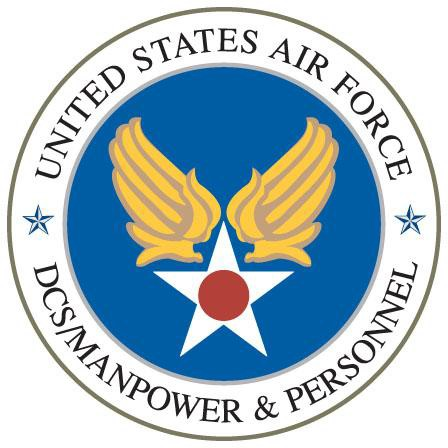 UNITED STATES AIR FORCE
DCS/MANPOWER & PERSONNEL